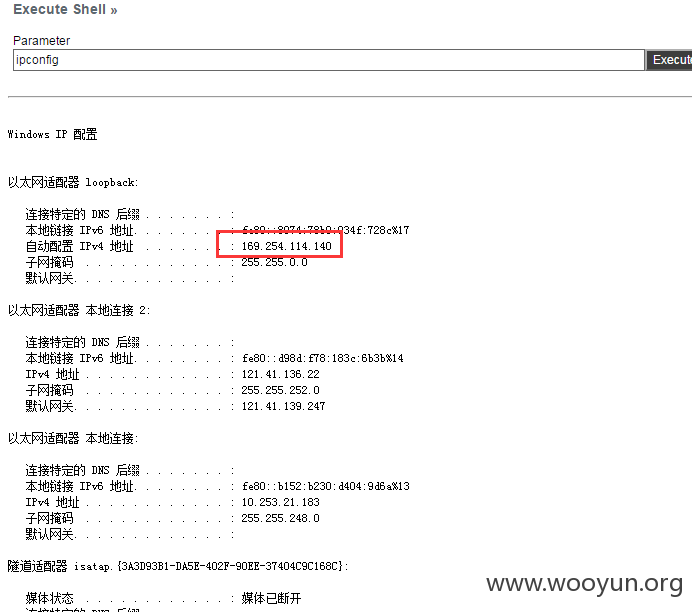 Execute Shell »
Parameter
ipconfig
Execute
Windows IP 配置
以太网适配器 loopback:
连接特定的 DNS 后缀 . . . . . . . :
本地链接 IPv6 地址. . . . . . . . :
自动配置 IPv4 地址 . . . . . . . : 169.254.114.140
子网掩码 . . . . . . . . . . . . : 255.255.0.0
默认网关. . . . . . . . . . . . . :
以太网适配器 本地连接 2:
连接特定的 DNS 后缀 . . . . . . . :
本地链接 IPv6 地址. . . . . . . . : fe80::d98d:f78:183c:6b3b%14
IPv4 地址 . . . . . . . . . . . . : 121.41.136.22
子网掩码 . . . . . . . . . . . . : 255.255.252.0
默认网关. . . . . . . . . . . . . : 121.41.139.247
以太网适配器 本地连接:
连接特定的 DNS 后缀 . . . . . . . :
本地链接 IPv6 地址. . . . . . . . : fe80::b152:b230:d404:9d6a%13
IPv4 地址 . . . . . . . . . . . . : 10.253.21.183
子网掩码 . . . . . . . . . . . . : 255.255.248.0
默认网关. . . . . . . . . . . . . :
隧道适配器 isatap.{3A3D93B1-DA5E-402F-90EE-37404C9C168C}:
媒体状态 . . . . . . . . . . . . : 媒体已断开
www.wooyun.org